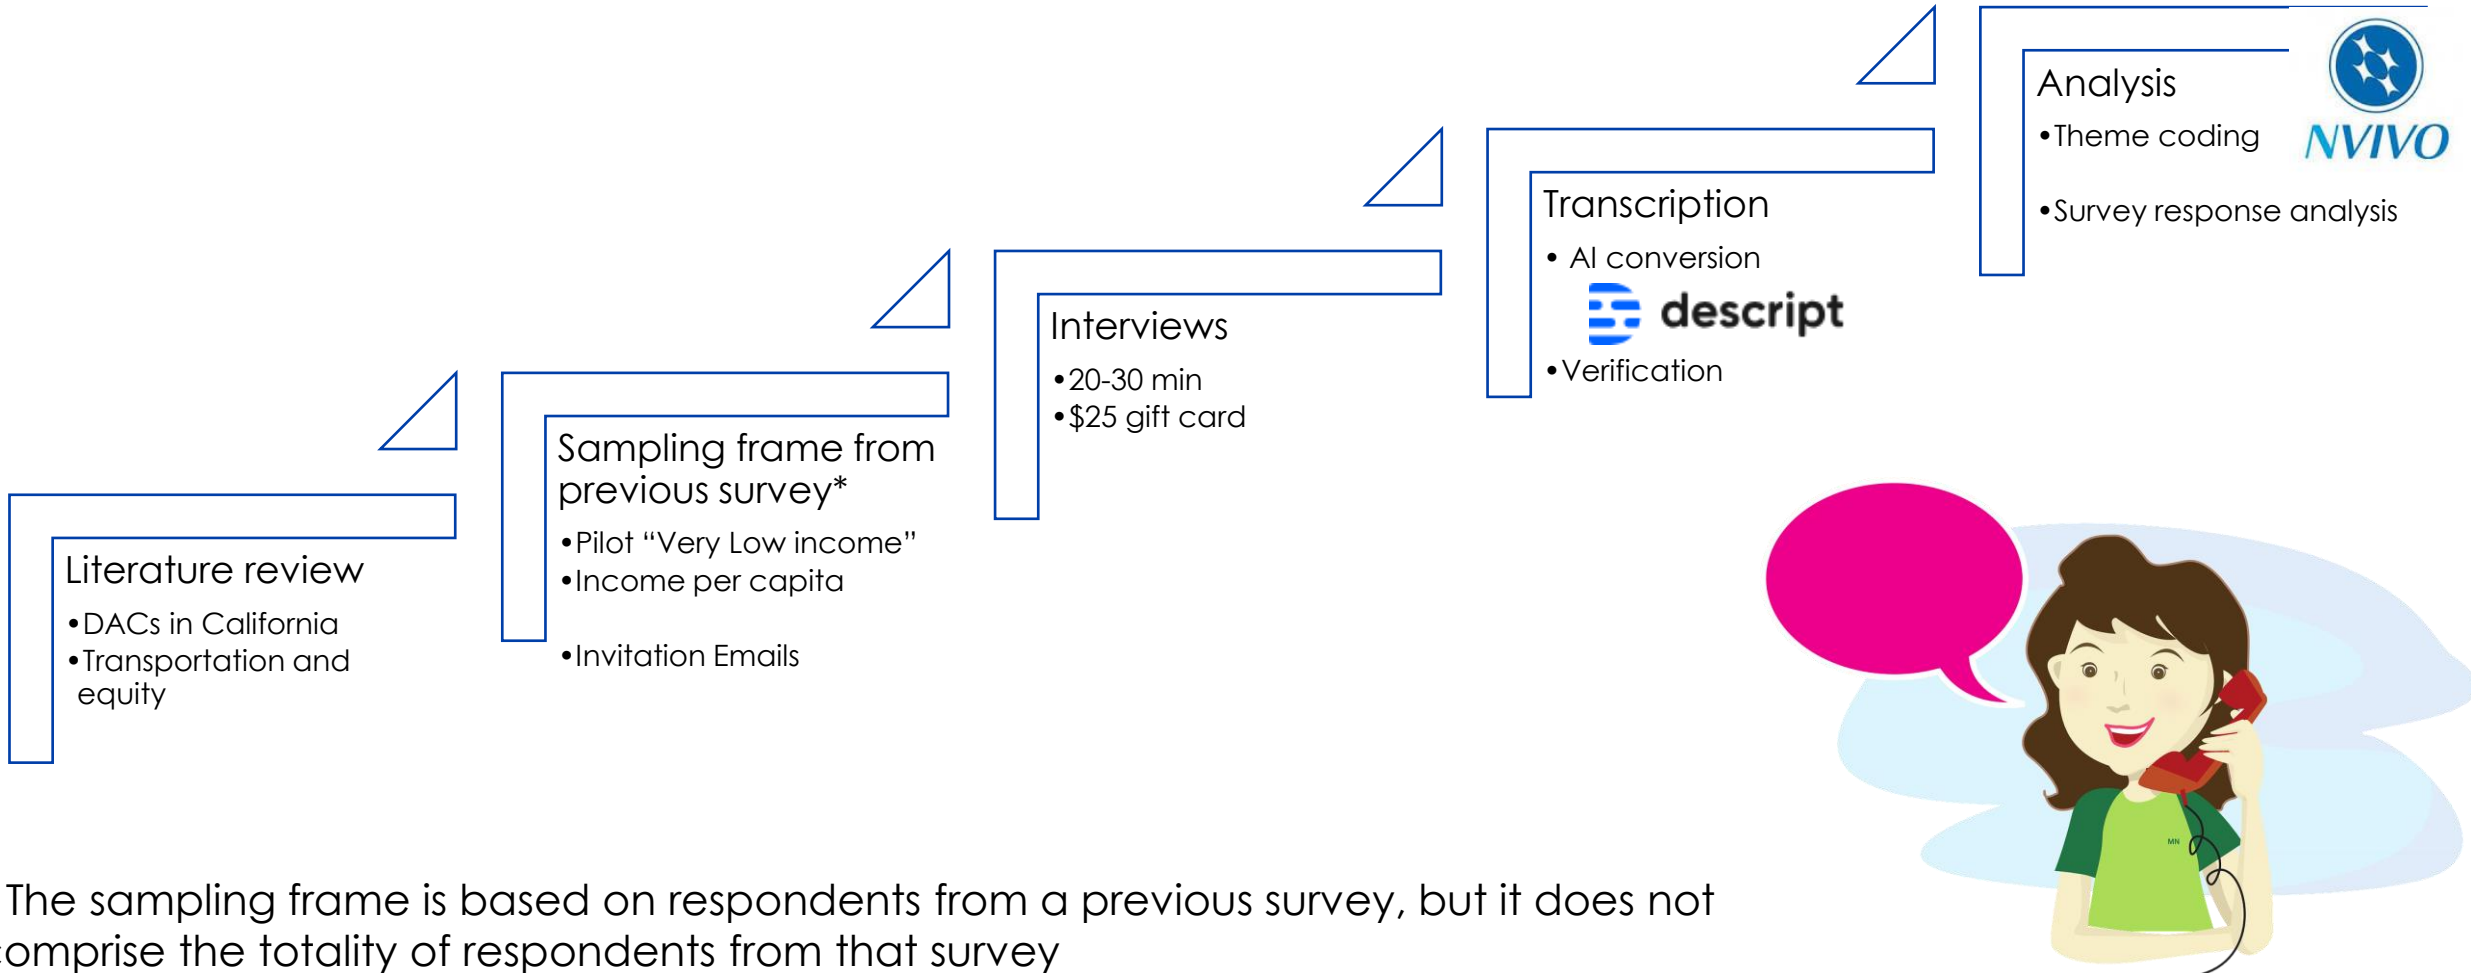 Literature review
•DACs in California
•Transportation and
equity
Sampling frame from
previous survey*
•Pilot “Very Low income”
•Income per capita
•Invitation Emails
Interviews
•20-30 min
•$25 gift card
Transcription
• AI conversion
descript
•Verification
Analysis
•Theme coding
NVIVO
•Survey response analysis
MN
The sampling frame is based on respondents from a previous survey, but it does not
omprise the totality of respondents from that survey